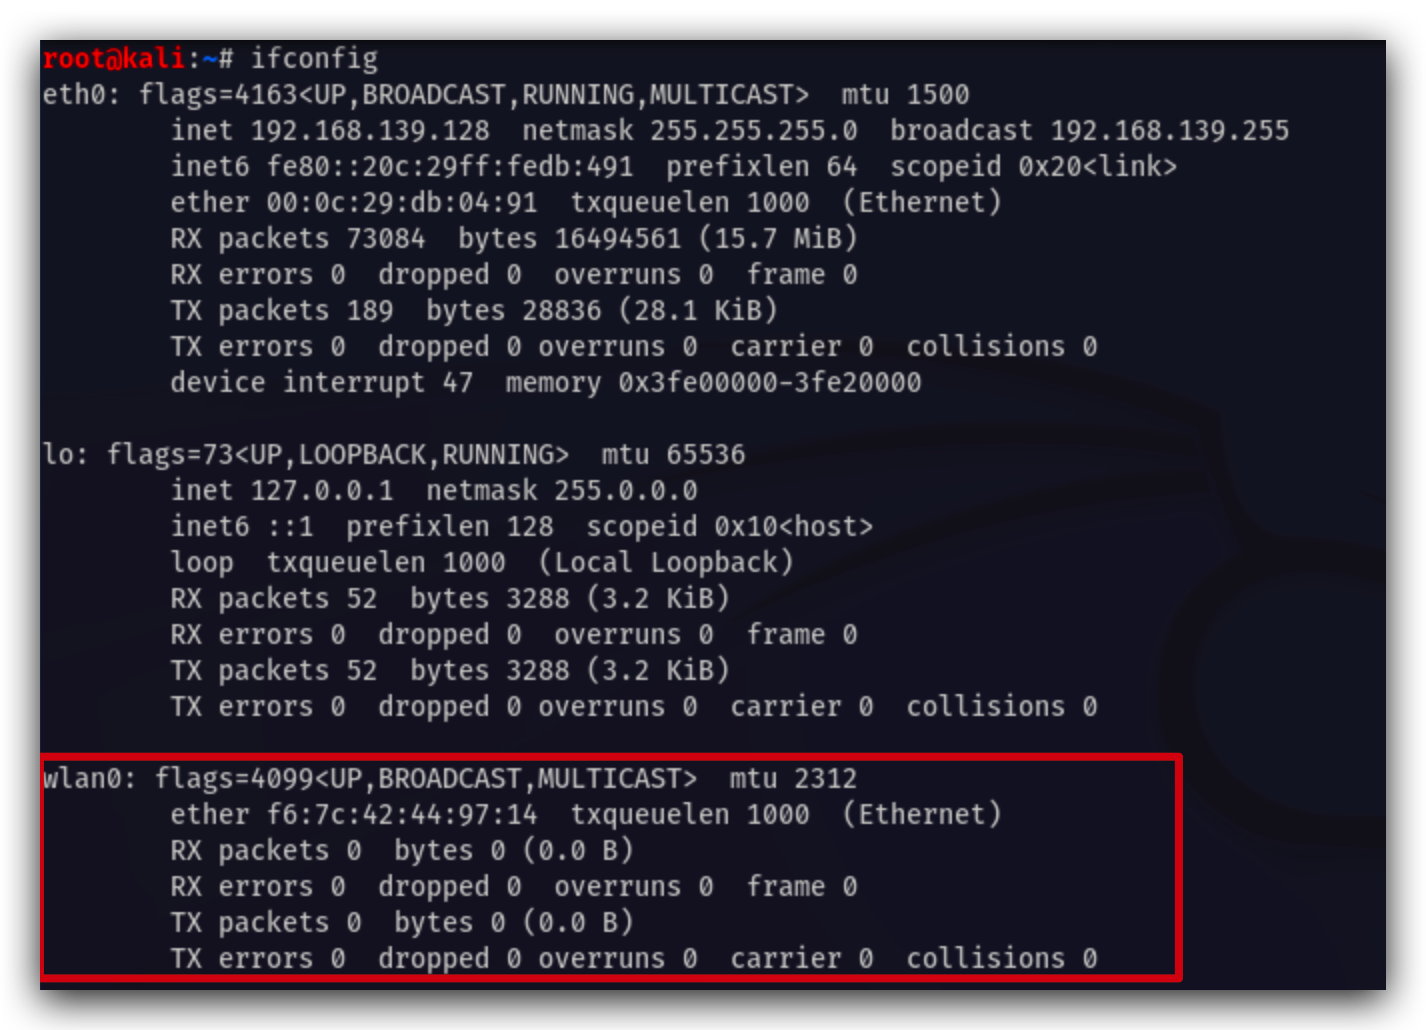 root@kali:~# ifconfig
eth0: flags=4163<UP,BROADCAST,RUNNING,MULTICAST>  mtu 1500
        inet 192.168.139.128  netmask 255.255.255.0  broadcast 192.168.139.255
        inet6 fe80::20c:29ff:fedb:491  prefixlen 64  scopeid 0x20<link>
        ether 00:0c:29:db:04:91  txqueuelen 1000  (Ethernet)
        RX packets 73084  bytes 16494561 (15.7 MiB)
        RX errors 0  dropped 0  overruns 0  frame 0
        TX packets 189  bytes 28836 (28.1 KiB)
        TX errors 0  dropped 0 overruns 0  carrier 0  collisions 0
        device interrupt 47  memory 0x3fe00000-3fe20000

lo: flags=73<UP,LOOPBACK,RUNNING>  mtu 65536
        inet 127.0.0.1  netmask 255.0.0.0
        inet6 ::1  prefixlen 128  scopeid 0x10<host>
        loop  txqueuelen 1000  (Local Loopback)
        RX packets 52  bytes 3288 (3.2 KiB)
        RX errors 0  dropped 0  overruns 0  frame 0
        TX packets 52  bytes 3288 (3.2 KiB)
        TX errors 0  dropped 0 overruns 0  carrier 0  collisions 0

wlan0: flags=4099<UP,BROADCAST,MULTICAST>  mtu 2312
        ether f6:7c:42:44:97:14  txqueuelen 1000  (Ethernet)
        RX packets 0  bytes 0 (0.0 B)
        RX errors 0  dropped 0  overruns 0  frame 0
        TX packets 0  bytes 0 (0.0 B)
        TX errors 0  dropped 0 overruns 0  carrier 0  collisions 0